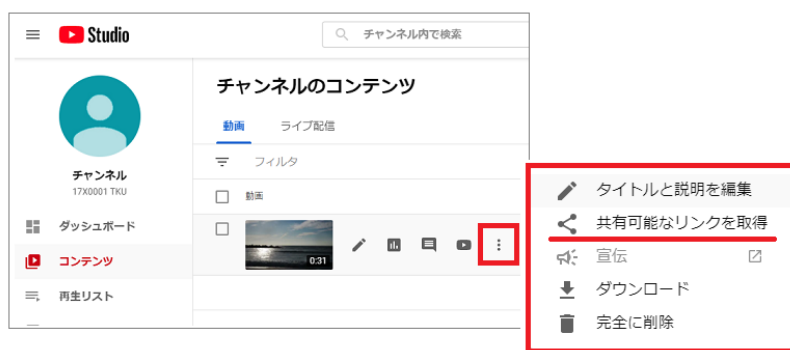 Studio
チャンネル内で検索
チャンネル
17X0001 TKU
ダッシュボード
コンテンツ
再生リスト
チャンネルのコンテンツ
動画
ライブ配信
フィルタ
動画
0:31
タイトルと説明を編集
共有可能なリンクを取得
宣伝
ダウンロード
完全に削除